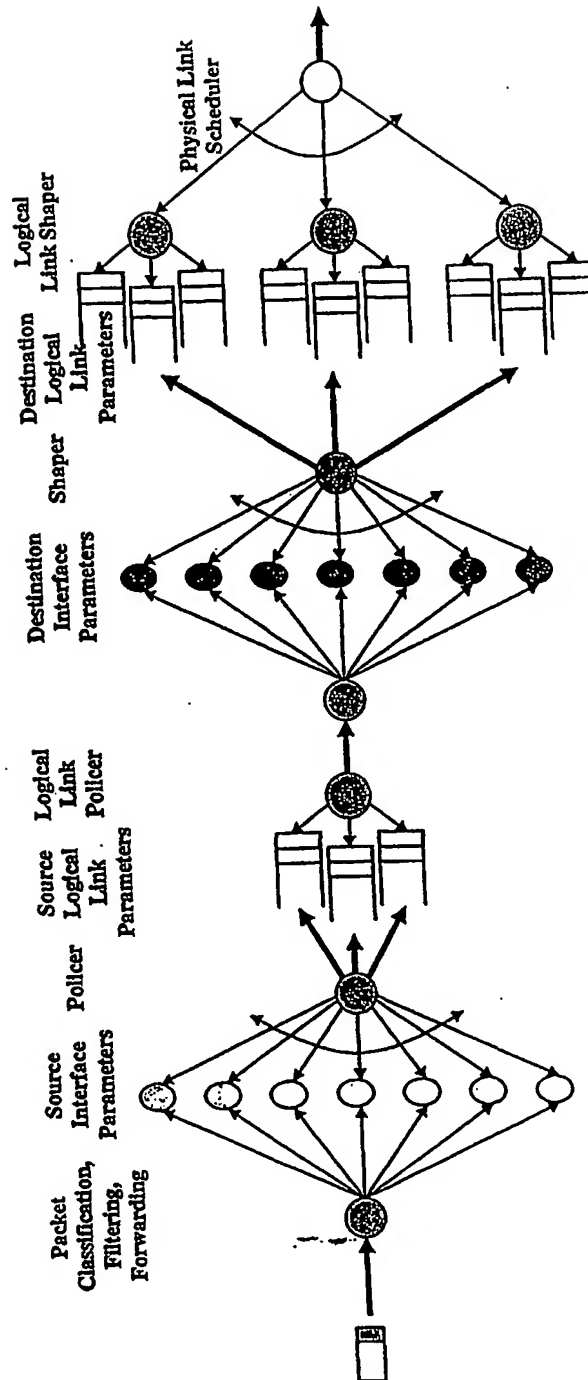 Packet
Classification,
Filtering,
Forwarding
Source
Interface
Parameters
Policer
Source
Logical
Link
Parameters
Logical
Link
Policer
Destination
Interface
Parameters
Shaper
Destination
Logical
Link
Parameters
Logical
Link Shaper
Physical Link
Scheduler